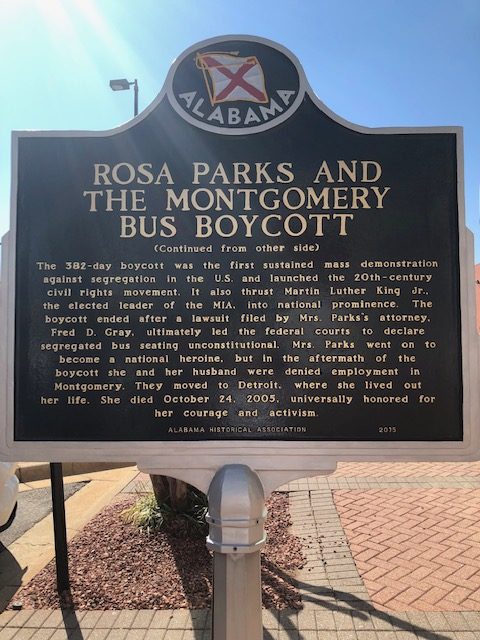 ALABAMA
ROSA PARKS AND
THE MONTGOMERY
BUS BOYCOTT
(Continued from other side)
The 382-day boycott was the first sustained mass demonstration
against segregation in the U.S. and launched the 20th-century
civil rights movement. It also thrust Martin Luther King Jr.,
the elected leader of the MIA, into national prominence. The
boycott ended after a lawsuit filed by Mrs. Parks's attorney,
Fred D. Gray, ultimately led the federal courts to declare
segregated bus seating unconstitutional. Mrs. Parks went on to
become a national heroine, but in the aftermath of the
boycott she and her husband were denied employment in
Montgomery. They moved to Detroit, where she lived out
her life. She died October 24, 2005, universally honored for
her courage and activism.
ALABAMA HISTORICAL ASSOCIATION 2015